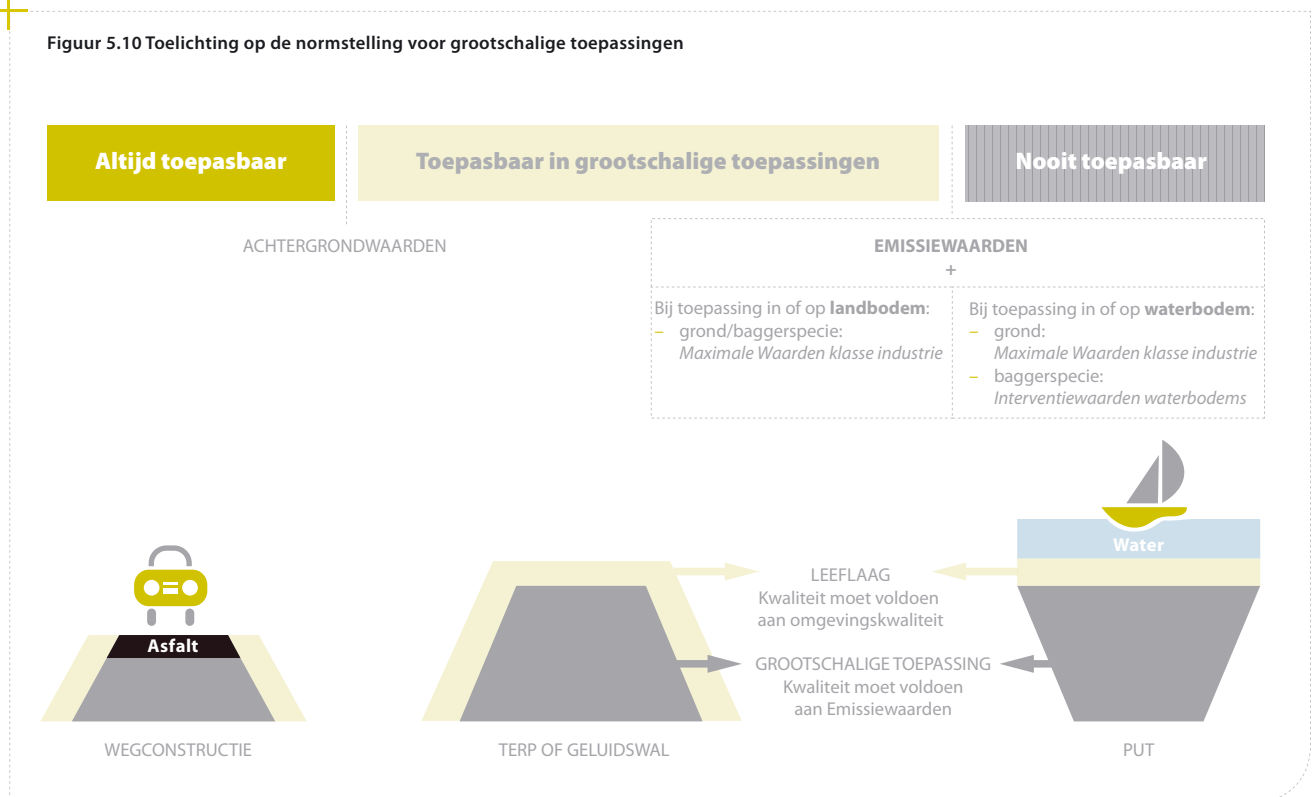 Figuur 5.10 Toelichting op de normstelling voor grootschalige toepassingen
Altijd toepasbaar
Toepasbaar in grootschalige toepassingen
Nooit toepasbaar
ACHTERGRONDWAARDEN
EMISSIEWAARDEN
+
Bij toepassing in of op landbodem:
– grond/baggerspecie:
Maximale Waarden klasse industrie
Bij toepassing in of op waterbodem:
– grond:
Maximale Waarden klasse industrie
– baggerspecie:
Interventiewaarden waterbodems
Water
LEEFLAAG
Kwaliteit moet voldoen
aan omgevingskwaliteit
Asfalt
GROOTSCHALIGE TOEPASSING
Kwaliteit moet voldoen
aan Emissiewaarden
WEGCONSTRUCTIE
TERP OF GELUIDSWAL
PUT